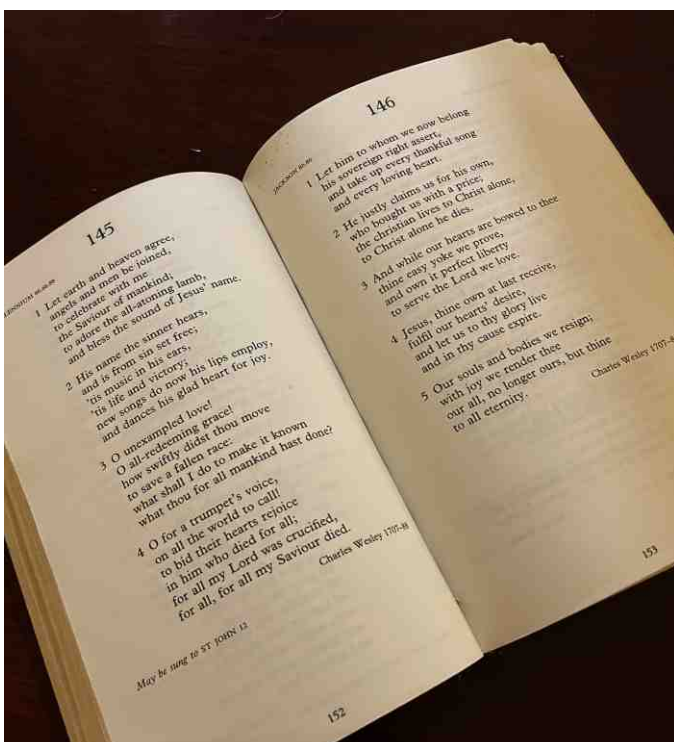 145
66.66.88
1 Let earth and heaven agree,
angels and men be joined,
to celebrate with me
the Saviour of mankind;
to adore the all-atoning lamb,
and bless the sound of Jesus' name.
2 His name the sinner hears,
and is from sin set free;
'tis music in his ears,
'tis life and victory;
new songs do now his lips employ,
and dances his glad heart for joy.
3 O unexampled love!
O all-redeeming grace!
how swiftly didst thou move
to save a fallen race:
what shall I do to make it known
what thou for all mankind hast done?
4 O for a trumpet's voice,
on all the world to call!
to bid their hearts rejoice
in him who died for all;
for all my Lord was crucified,
for all, for all my Saviour died.
Charles Wesley 1707-88
May be sung to ST JOHN 12
152
146
JACKSON
1 Let him to whom we now belong
his sovereign right assert,
and take up every thankful song
and every loving heart.
2 He justly claims us for his own,
who bought us with a price;
the christian lives to Christ alone,
to Christ alone he dies.
3 And while our hearts are bowed to thee
thine easy yoke we prove,
and own it perfect liberty
to serve the Lord we love.
4 Jesus, thine own at last receive,
fulfil our hearts' desire,
and let us to thy glory live
and in thy cause expire.
5 Our souls and bodies we resign;
with joy we render thee
our all, no longer ours, but thine
to all eternity.
Charles Wesley 1707-8
153